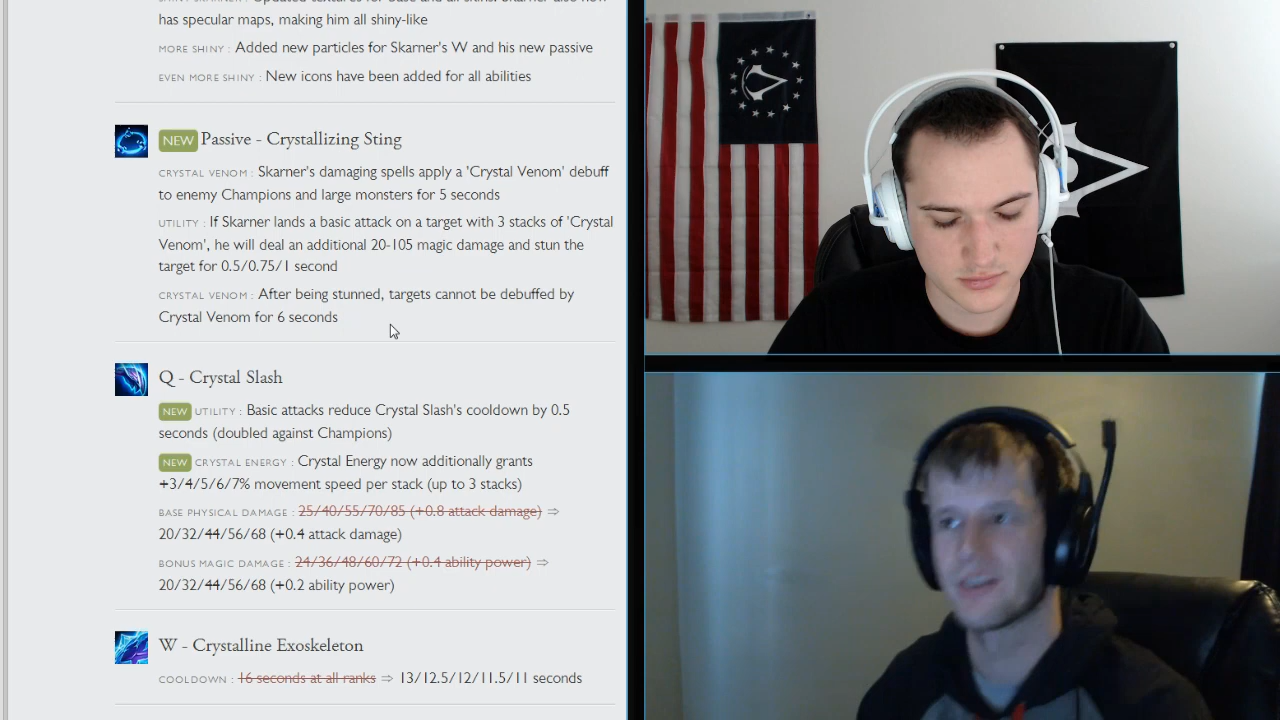 has specular maps, making him all shiny-like
MORE SHINY : Added new particles for Skarner's W and his new passive
EVEN MORE SHINY : New icons have been added for all abilities
NEW Passive - Crystallizing Sting
CRYSTAL VENOM : Skarner's damaging spells apply a 'Crystal Venom' debuff
to enemy Champions and large monsters for 5 seconds
UTILITY : If Skarner lands a basic attack on a target with 3 stacks of 'Crystal
Venom', he will deal an additional 20-105 magic damage and stun the
target for 0.5/0.75/1 second
CRYSTAL VENOM : After being stunned, targets cannot be debuffed by
Crystal Venom for 6 seconds
Q - Crystal Slash
NEW UTILITY : Basic attacks reduce Crystal Slash's cooldown by 0.5
seconds (doubled against Champions)
NEW CRYSTAL ENERGY : Crystal Energy now additionally grants
+3/4/5/6/7% movement speed per stack (up to 3 stacks)
BASE PHYSICAL DAMAGE : 25/40/55/70/85 (+0.8 attack damage) ⇒
20/32/44/56/68 (+0.4 attack damage)
BONUS MAGIC DAMAGE : 24/36/48/60/72 (+0.4 ability power) ⇒
20/32/44/56/68 (+0.2 ability power)
W - Crystalline Exoskeleton
COOLDOWN : 16 seconds at all ranks ⇒ 13/12.5/12/11.5/11 seconds